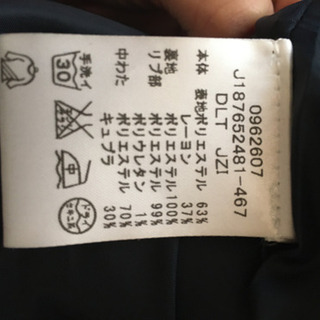 0962607
J187652481-467
DLT JZI
本体 表地ポリエステル 63%
レーヨン 37%
裏地 ポリエステル100%
リブ部 ポリエステル 99%
ポリウレタン 1%
中わた ポリエステル 70%
キュプラ 30%
手洗イ
30
ドライ